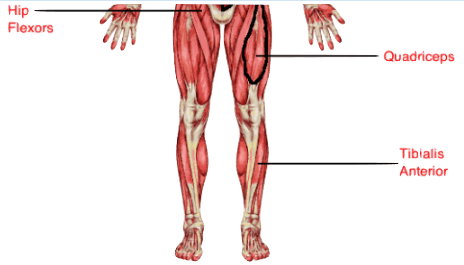 Hip
Flexors
Quadriceps
Tibialis
Anterior